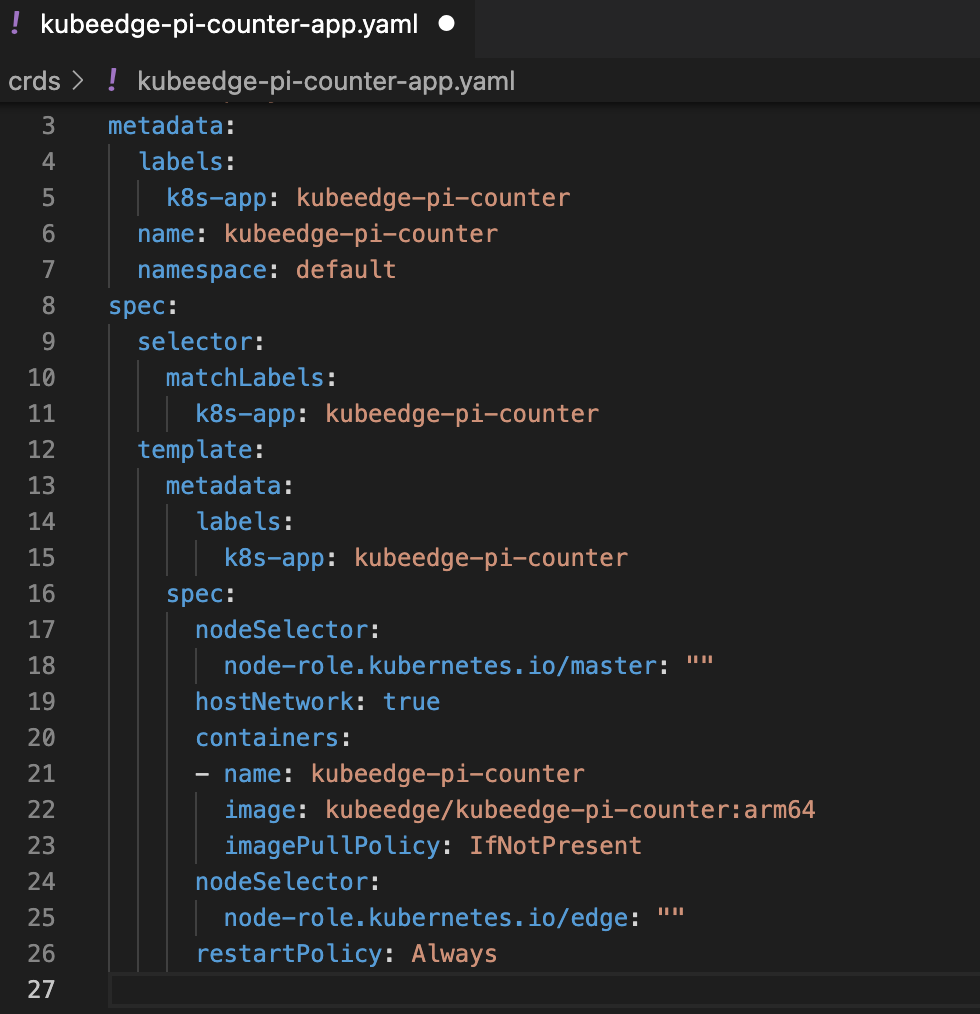 ! kubeedge-pi-counter-app.yaml ●
crds > ! kubeedge-pi-counter-app.yaml
3 metadata:
4   labels:
5     k8s-app: kubeedge-pi-counter
6   name: kubeedge-pi-counter
7   namespace: default
8 spec:
9   selector:
10     matchLabels:
11       k8s-app: kubeedge-pi-counter
12   template:
13     metadata:
14       labels:
15         k8s-app: kubeedge-pi-counter
16     spec:
17       nodeSelector:
18         node-role.kubernetes.io/master: ""
19       hostNetwork: true
20       containers:
21       - name: kubeedge-pi-counter
22         image: kubeedge/kubeedge-pi-counter:arm64
23         imagePullPolicy: IfNotPresent
24       nodeSelector:
25         node-role.kubernetes.io/edge: ""
26       restartPolicy: Always
27